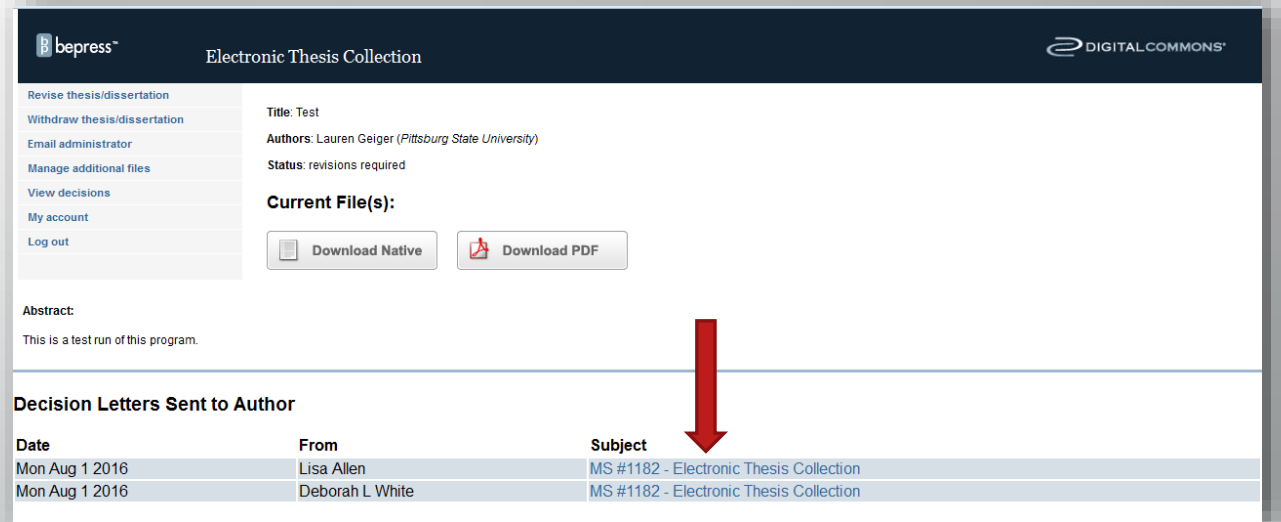 bepress™
Electronic Thesis Collection
DIGITALCOMMONS®
Revise thesis/dissertation
Withdraw thesis/dissertation
Email administrator
Manage additional files
View decisions
My account
Log out
Title: Test
Authors: Lauren Geiger (Pittsburg State University)
Status: revisions required
Current File(s):
Download Native
Download PDF
Abstract:
This is a test run of this program.
Decision Letters Sent to Author
Date From Subject
Mon Aug 1 2016 Lisa Allen MS #1182 - Electronic Thesis Collection
Mon Aug 1 2016 Deborah L White MS #1182 - Electronic Thesis Collection